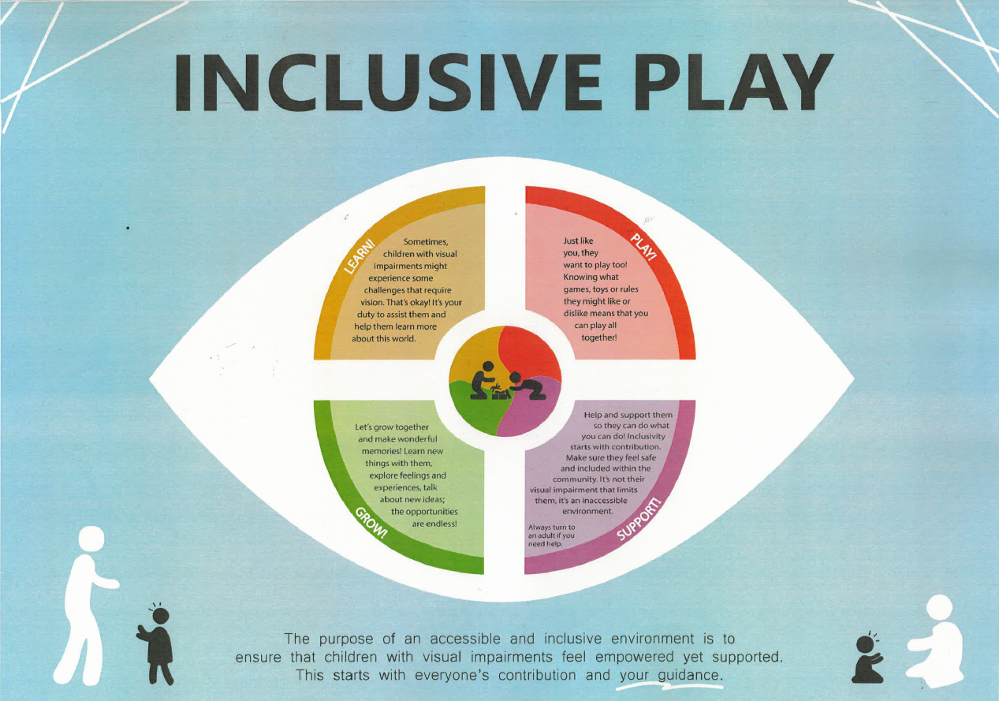 INCLUSIVE PLAY
LEARN!
Sometimes,
children with visual
impairments might
experience some
challenges that require
vision. That's okay! It's your
duty to assist them and
help them learn more
about this world.
PLAY!
Just like
you, they
want to play too!
Knowing what
games, toys or rules
they might like or
dislike means that you
can play all
together!
GROW!
Let's grow together
and make wonderful
memories! Learn new
things with them,
explore feelings and
experiences, talk
about new ideas;
the opportunities
are endless!
SUPPORT!
Help and support them
so they can do what
you can do! Inclusivity
starts with contribution.
Make sure they feel safe
and included within the
community. It's not their
visual impairment that limits
them, it's an inaccessible
environment.
Always turn to
an adult if you
need help.
The purpose of an accessible and inclusive environment is to
ensure that children with visual impairments feel empowered yet supported.
This starts with everyone's contribution and your guidance.